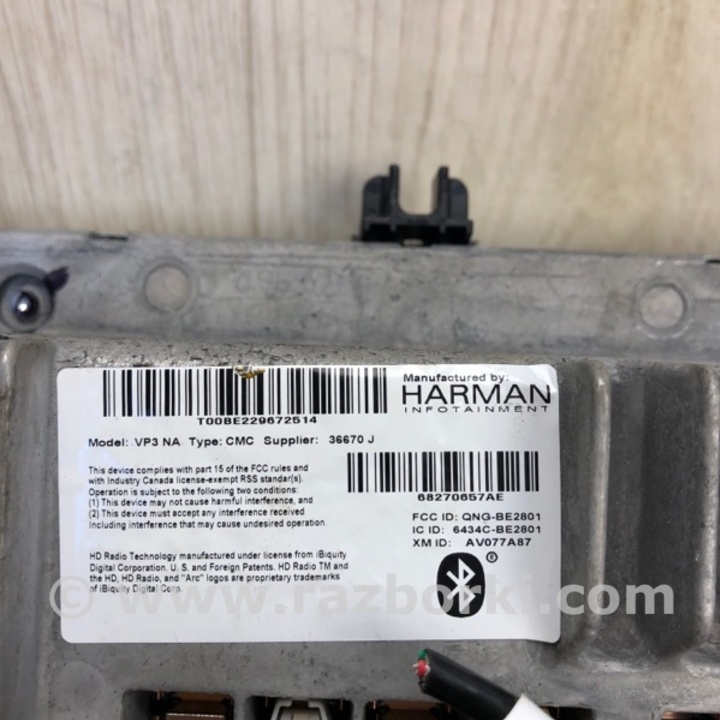 Manufactured by:
HARMAN
INFOTAINMENT
T00BE229672514
Model: VP3 NA Type: CMC Supplier: 36670 J
This device complies with part 15 of the FCC rules and
with Industry Canada license-exempt RSS standar(s).
Operation is subject to the following two conditions:
(1) This device may not cause harmful interference, and
(2) This device must accept any interference received
Including interference that may cause undesired operation.
68270657AE
FCC ID: QNG-BE2801
IC ID: 6434C-BE2801
XM ID: AV077A87
HD Radio Technology manufactured under license from iBiquity
Digital Corporation. U. S. and Foreign Patents. HD Radio TM and
the HD, HD Radio, and "Arc" logos are proprietary trademarks
of iBiquity Digital Corp.
®
© www.razborki.com